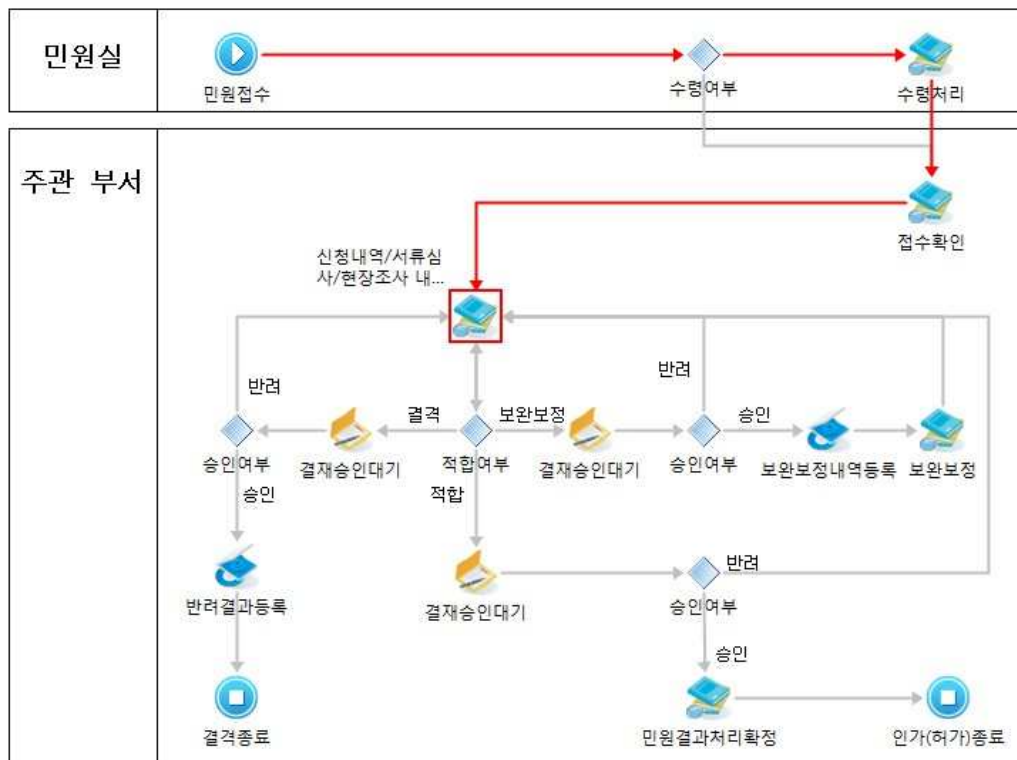 민원실
민원접수
수령여부
수령처리
주관 부서
접수확인
신청내역/서류심
사/현장조사 내...
반려
반려
결격
보완보정
승인
승인여부
결재승인대기
적합여부
결재승인대기
승인여부
보완보정내역등록
보완보정
승인
적합
반려
반려결과등록
결재승인대기
승인여부
승인
결격종료
민원결과처리확정
인가(허가)종료